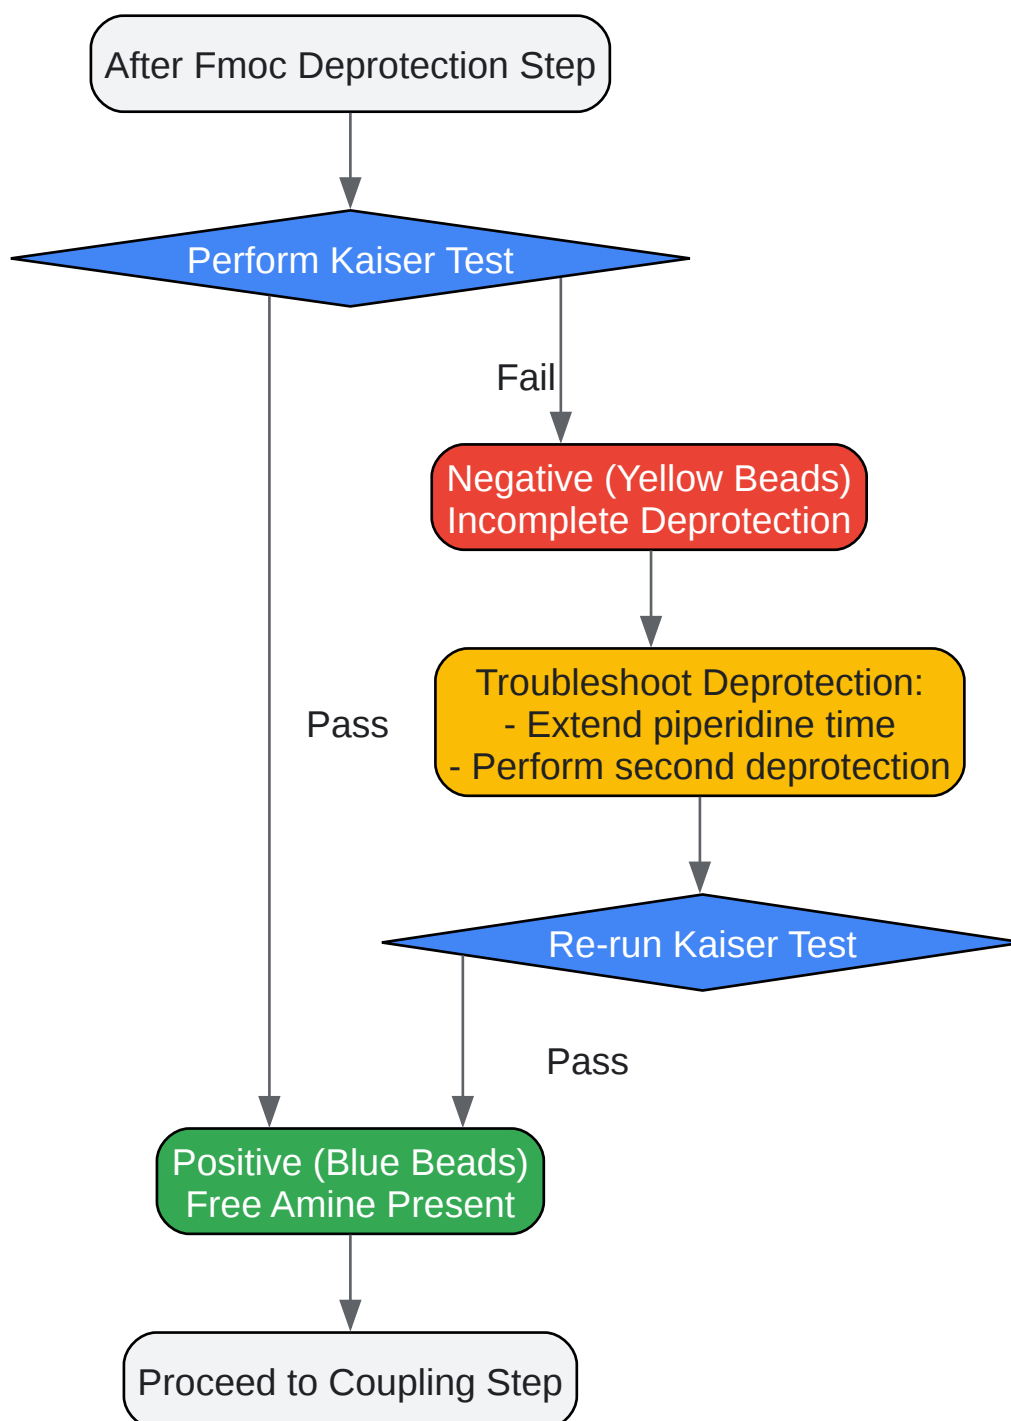 After Fmoc Deprotection Step
Perform Kaiser Test
Fail
Negative (Yellow Beads)
Incomplete Deprotection
Troubleshoot Deprotection:
- Extend piperidine time
- Perform second deprotection
Pass
Re-run Kaiser Test
Pass
Positive (Blue Beads)
Free Amine Present
Proceed to Coupling Step